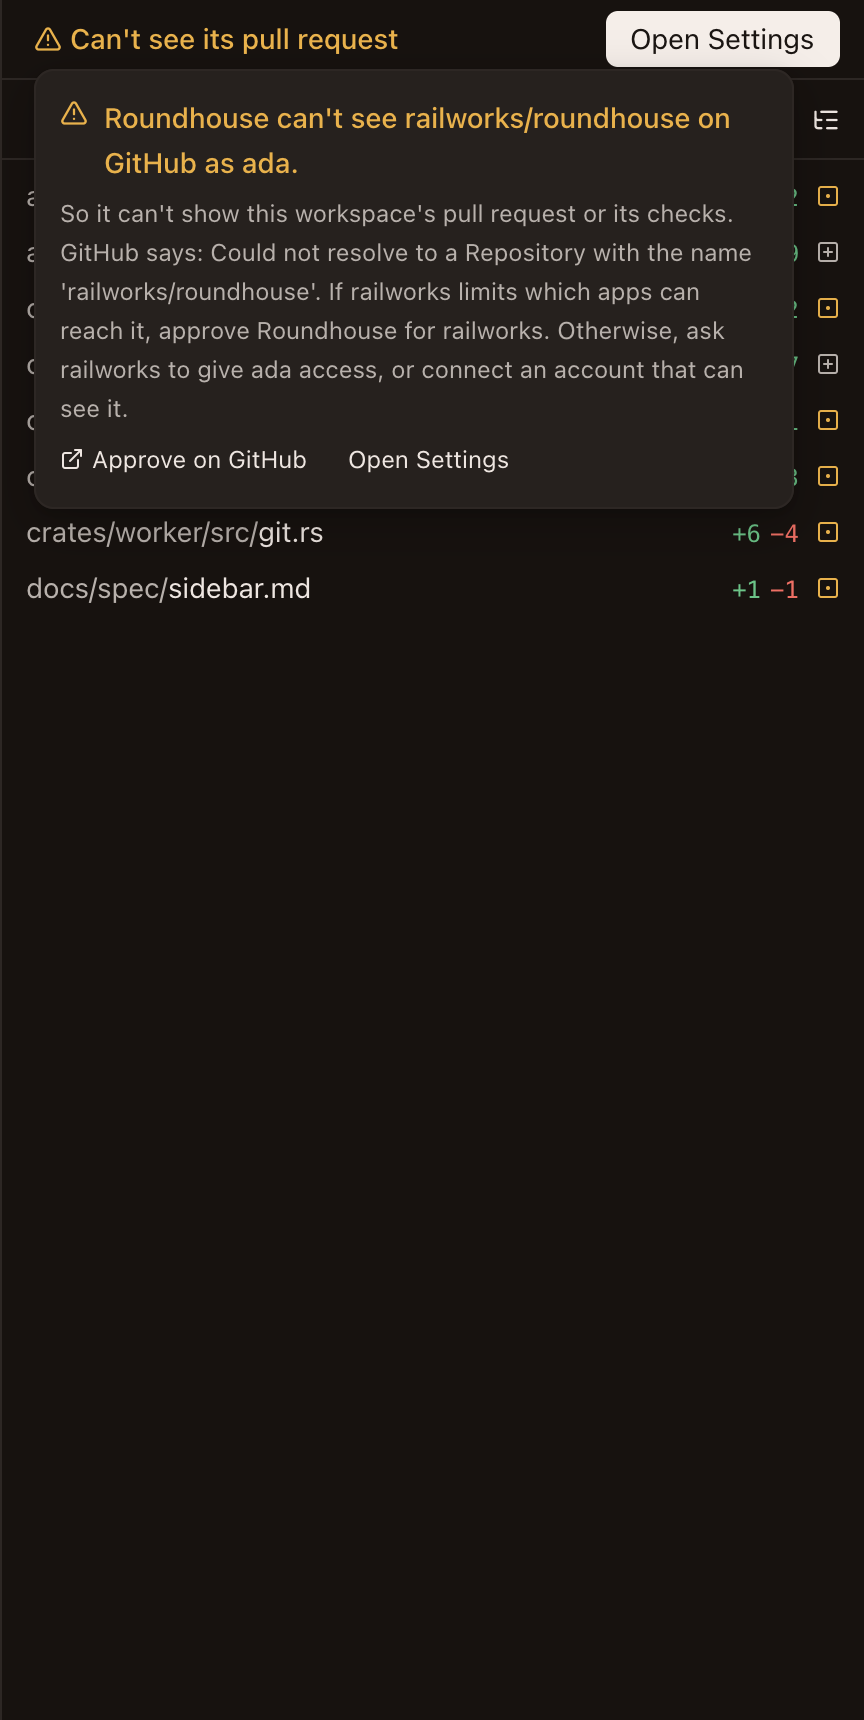 Can't see its pull request
Open Settings
Roundhouse can't see railworks/roundhouse on
GitHub as ada.
So it can't show this workspace's pull request or its checks.
GitHub says: Could not resolve to a Repository with the name
'railworks/roundhouse'. If railworks limits which apps can
reach it, approve Roundhouse for railworks. Otherwise, ask
railworks to give ada access, or connect an account that can
see it.
Approve on GitHub Open Settings
crates/worker/src/git.rs +6 −4
docs/spec/sidebar.md +1 −1